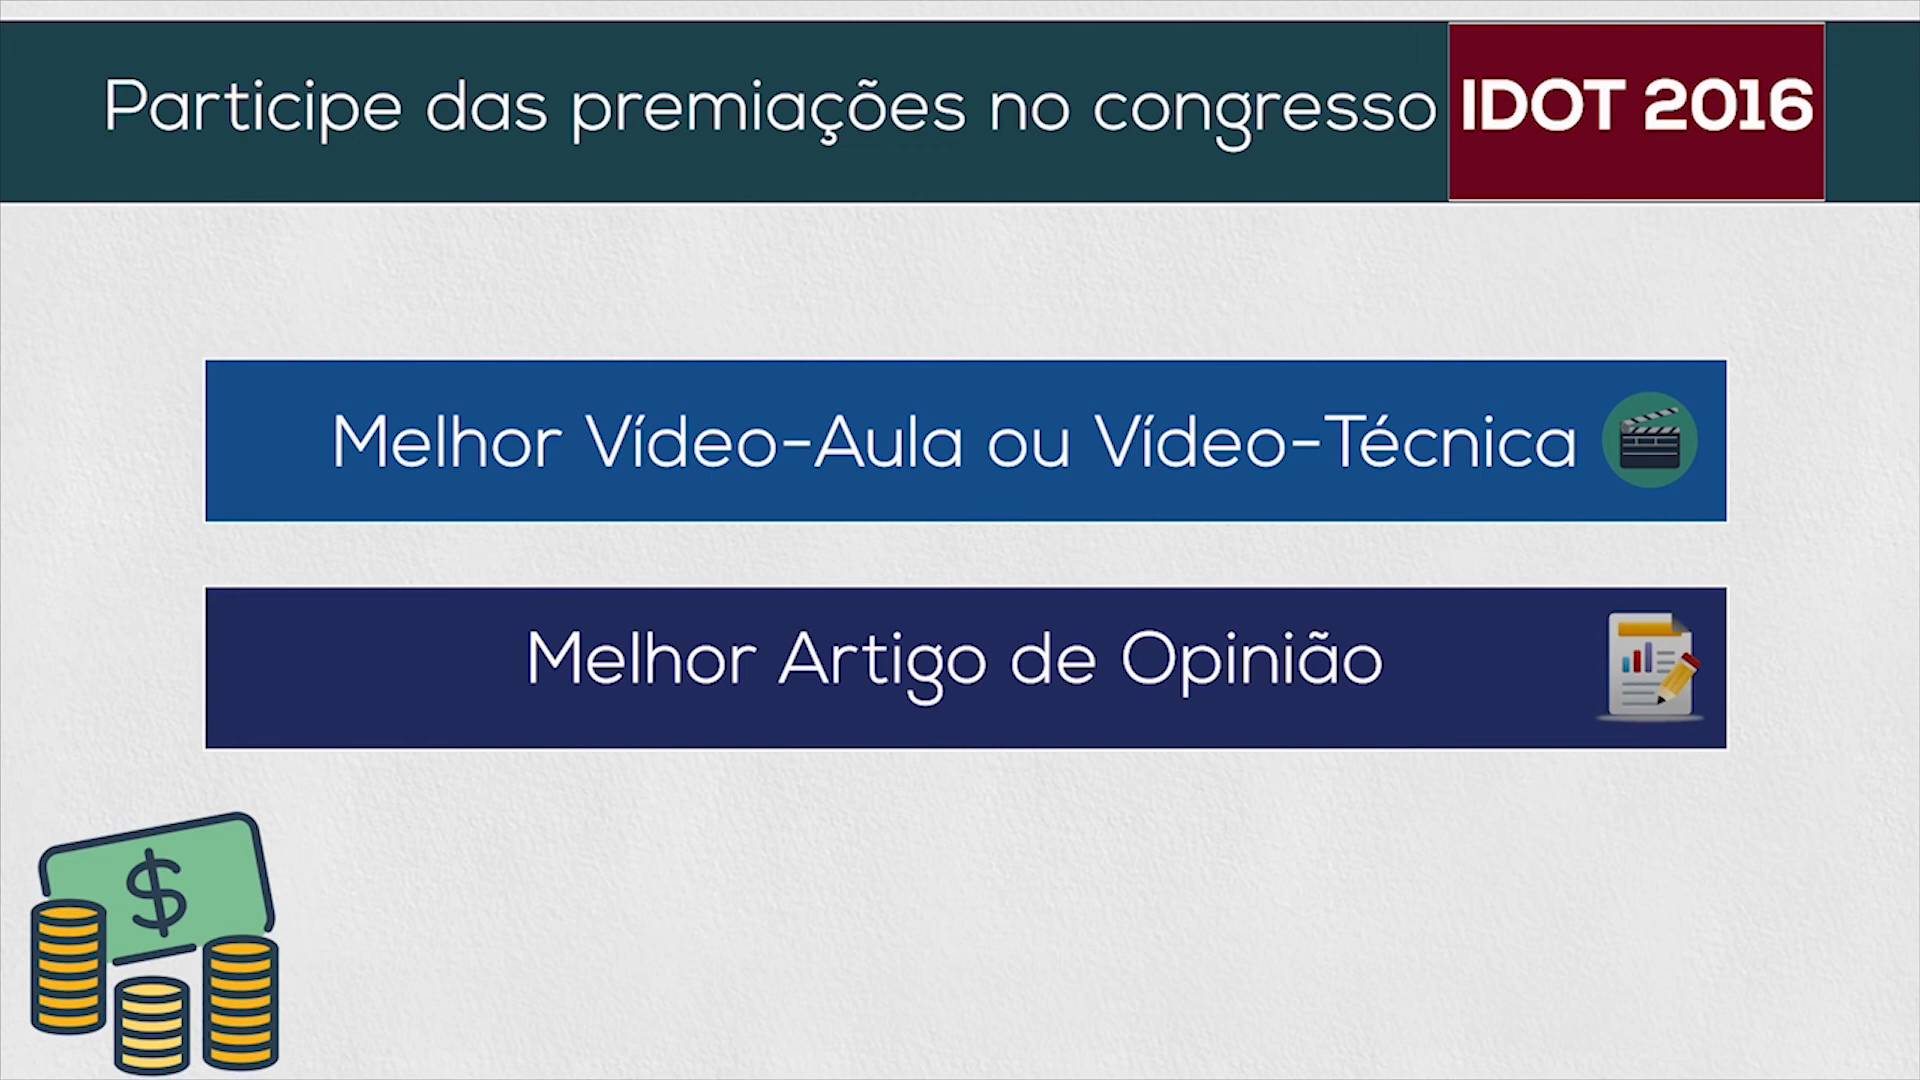 Participe das premiações no congresso IDOT 2016
Melhor Vídeo-Aula ou Vídeo-Técnica
Melhor Artigo de Opinião
$